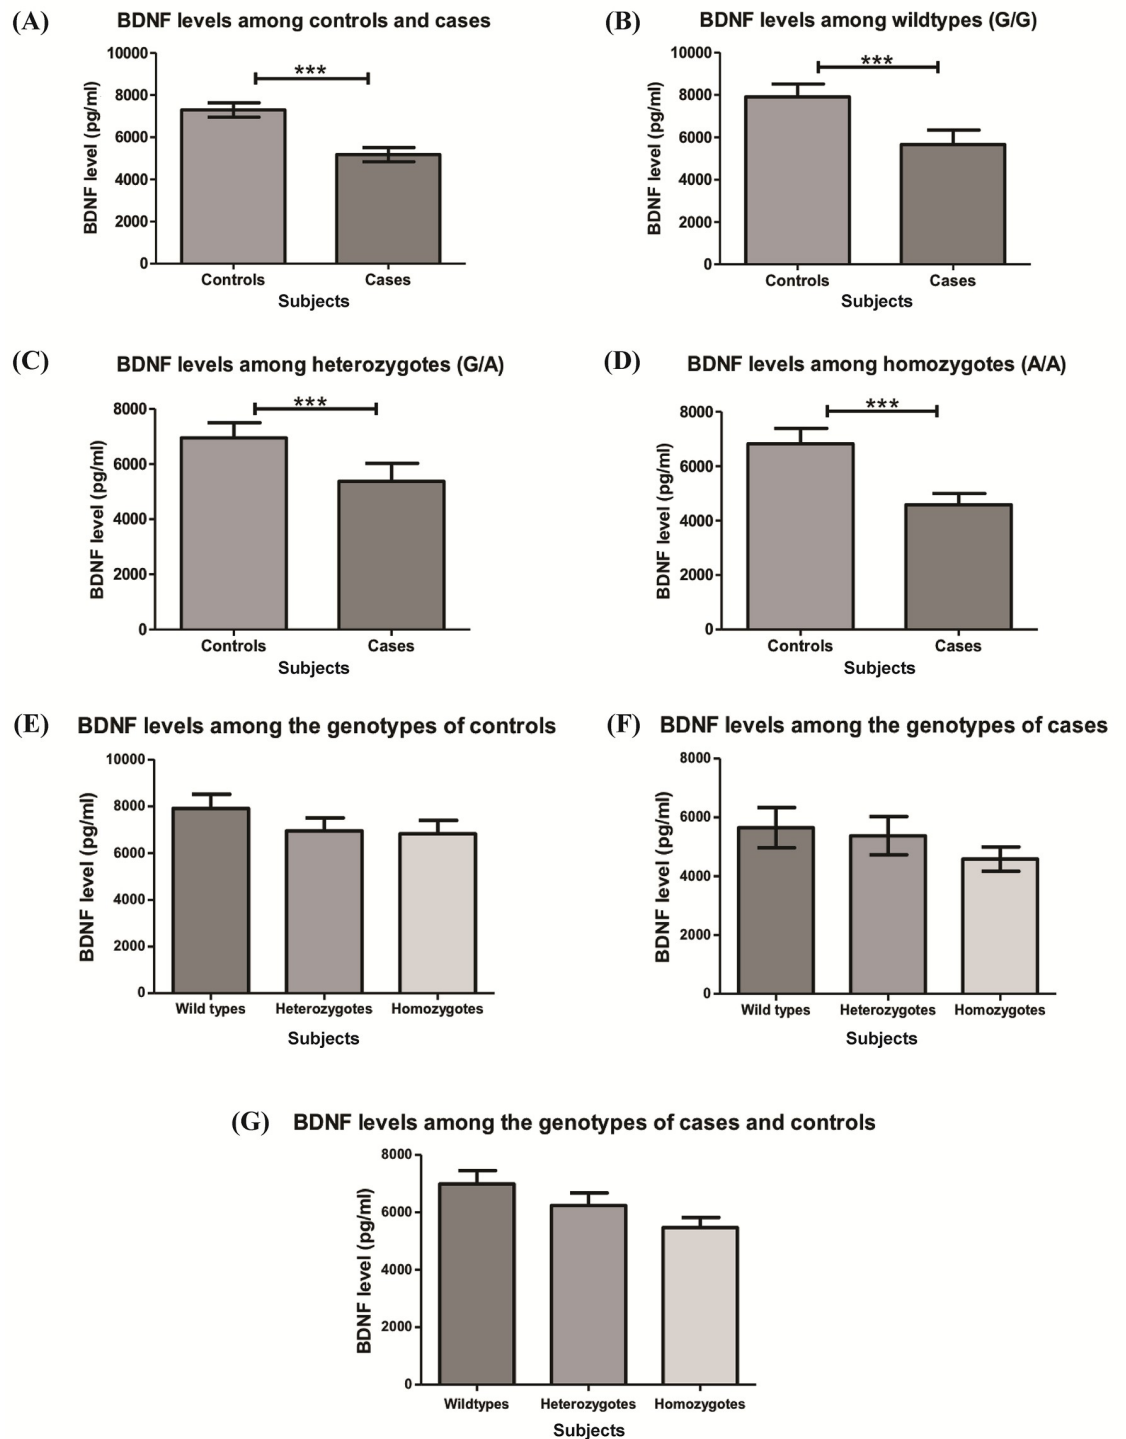 (A) BDNF levels among controls and cases
10000
8000
6000
4000
2000
0
BDNF level (pg/ml)
***
Controls Cases
Subjects
(B) BDNF levels among wildtypes (G/G)
10000
8000
6000
4000
2000
0
BDNF level (pg/ml)
***
Controls Cases
Subjects
(C) BDNF levels among heterozygotes (G/A)
8000
6000
4000
2000
0
BDNF level (pg/ml)
***
Controls Cases
Subjects
(D) BDNF levels among homozygotes (A/A)
8000
6000
4000
2000
0
BDNF level (pg/ml)
***
Controls Cases
Subjects
(E) BDNF levels among the genotypes of controls
10000
8000
6000
4000
2000
0
BDNF level (pg/ml)
Wild types Heterozygotes Homozygotes
Subjects
(F) BDNF levels among the genotypes of cases
8000
6000
4000
2000
0
BDNF level (pg/ml)
Wild types Heterozygotes Homozygotes
Subjects
(G) BDNF levels among the genotypes of cases and controls
8000
6000
4000
2000
0
BDNF level (pg/ml)
Wildtypes Heterozygotes Homozygotes
Subjects